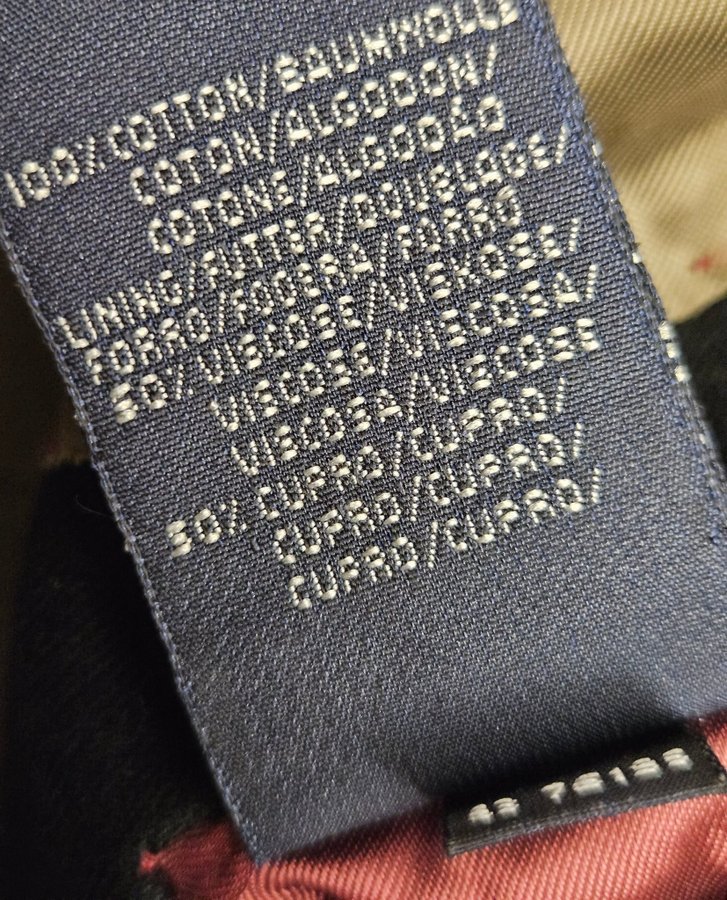 100% COTTON/BAUMWOLLE
COTON/ALGODON/
COTONE/ALGODÃO
LINING/FUTTER/DOUBLAGE/
FORRO/FODERA/FORRO
50% VISCOSE/VISKOSE/
VISCOSE/VISCOSA/
VISCOSA/VISCOSE
50% CUPRO/CUPRO/
CUPRO/CUPRO/
CUPRO/CUPRO/